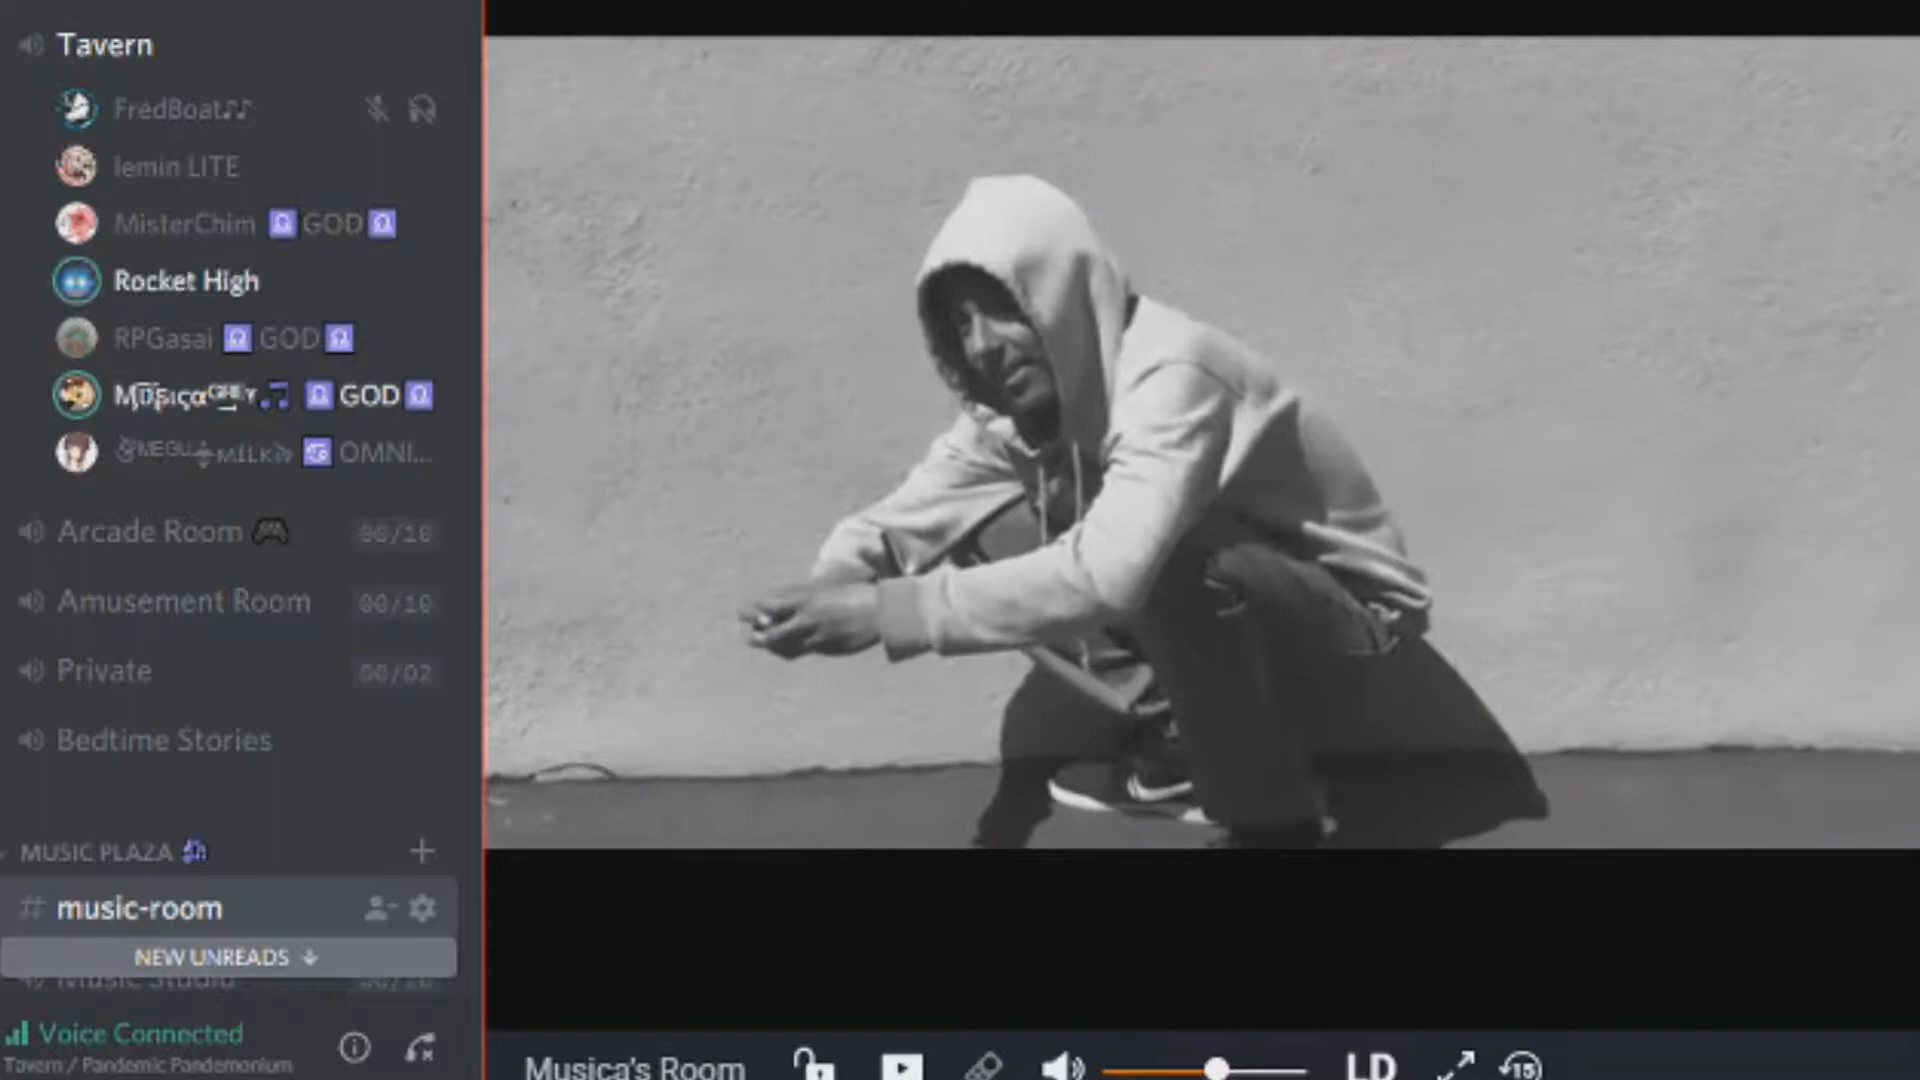 Tavern
FredBoat♫♫
lemin LITE
MisterChim ♎ GOD ♎
Rocket High
RPGasai ♎ GOD ♎
♎ GOD ♎
OMNI...
Arcade Room 🎮 00/10
Amusement Room 00/10
Private 00/02
Bedtime Stories
MUSIC PLAZA 🎶 +
# music-room
NEW UNREADS ↓
Music Studio
Voice Connected
Tavern / Pandemic Pandemonium
Musica's Room LD 15